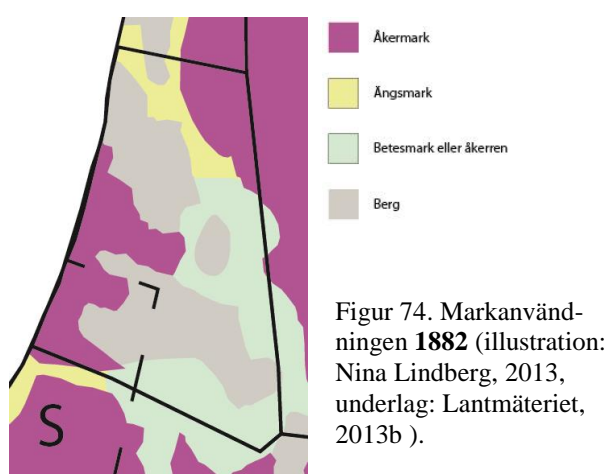 Åkermark
Ängsmark
Betesmark eller åkerren
Berg
Figur 74. Markanvänd-
ningen 1882 (illustration:
Nina Lindberg, 2013,
underlag: Lantmäteriet,
2013b ).
S